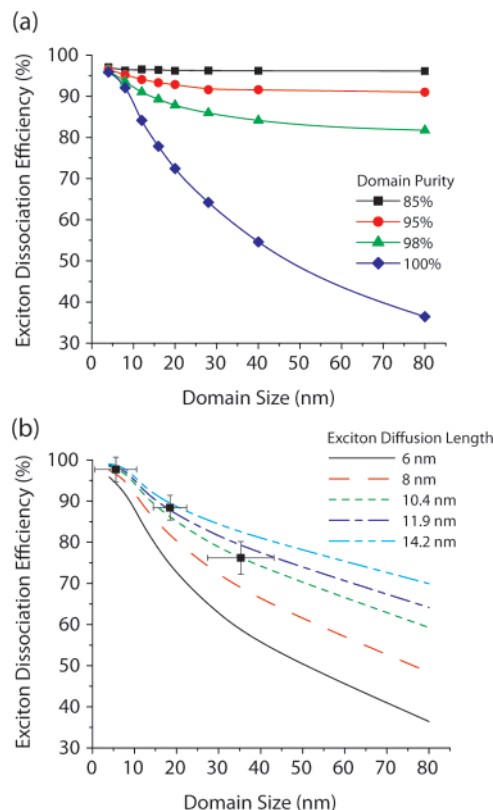 (a)
100
90
80
70
60
50
40
30
Exciton Dissociation Efficiency (%)
Domain Purity
85%
95%
98%
100%
0 10 20 30 40 50 60 70 80
Domain Size (nm)
(b)
Exciton Diffusion Length
6 nm
8 nm
10.4 nm
11.9 nm
14.2 nm
100
90
80
70
60
50
40
30
Exciton Dissociation Efficiency (%)
0 10 20 30 40 50 60 70 80
Domain Size (nm)